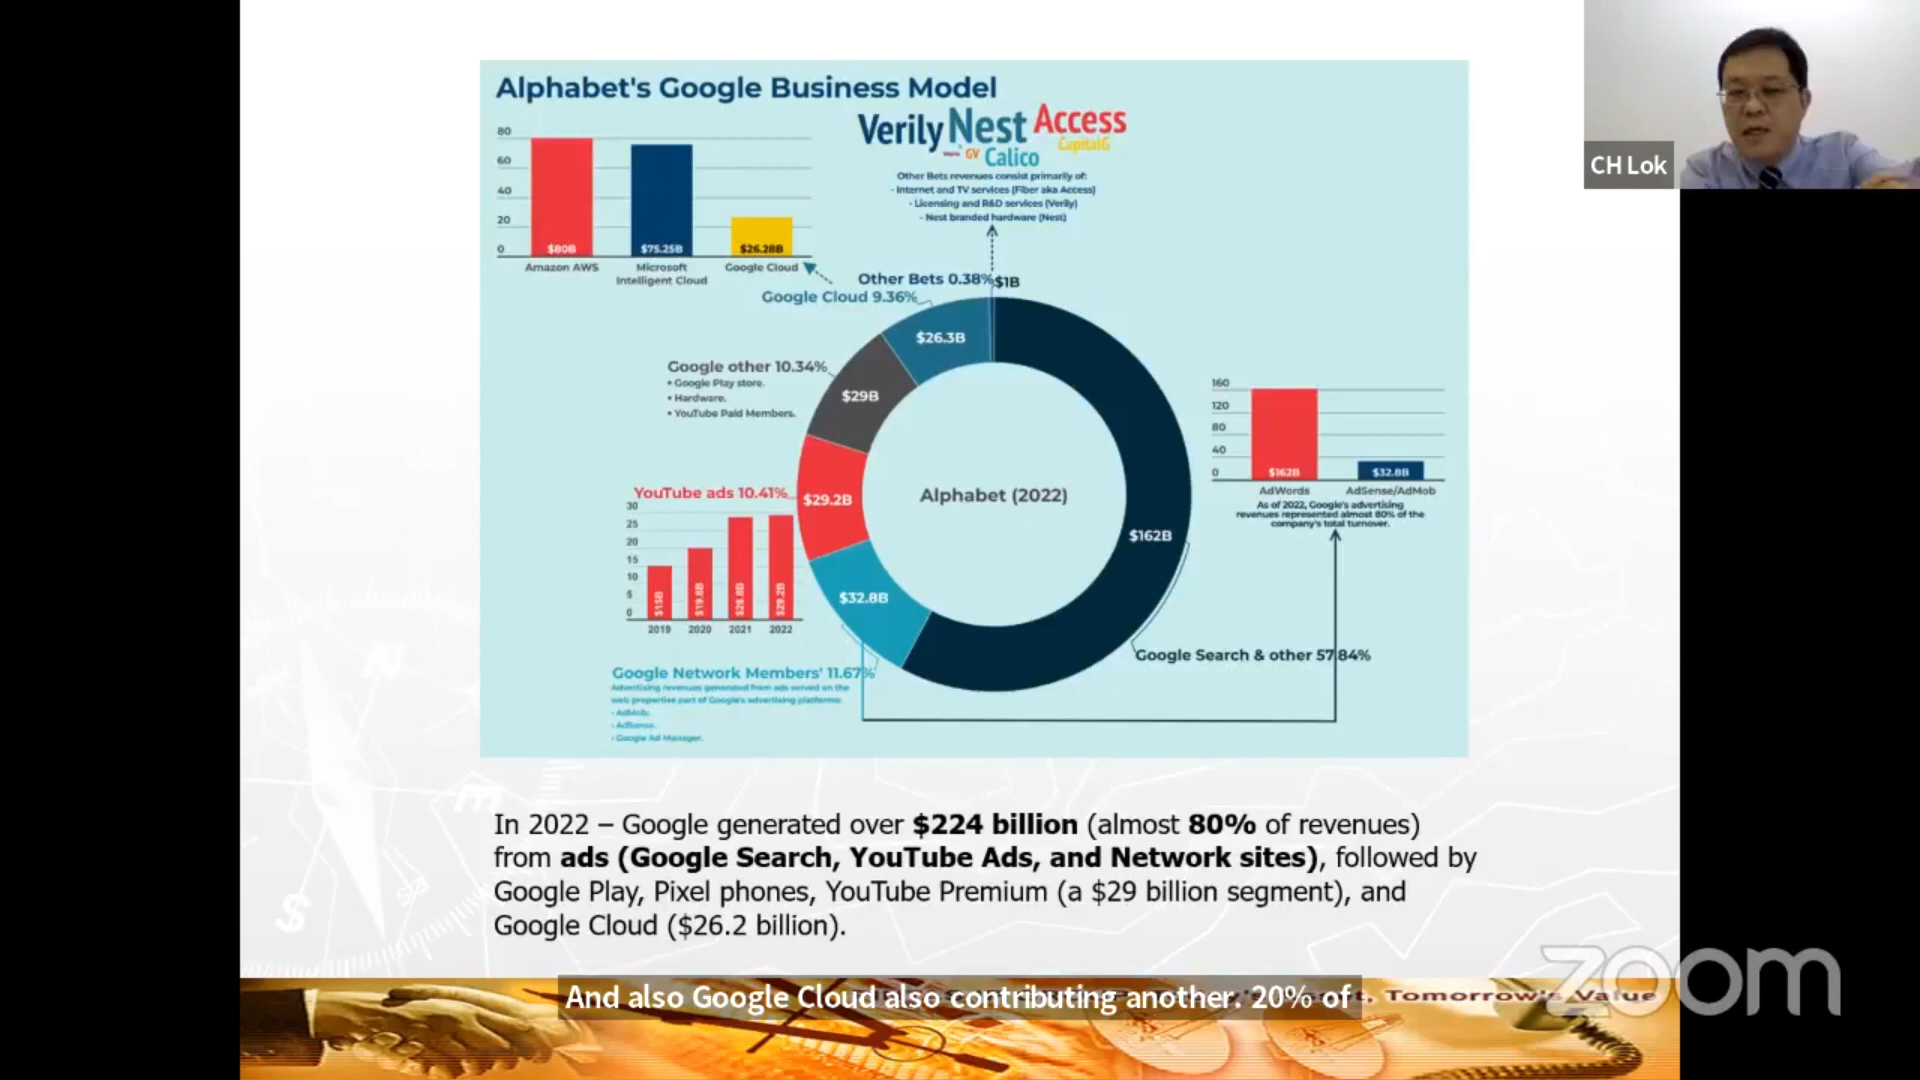 Alphabet's Google Business Model
Verily Nest Access
GV Calico CapitalG
80
60
40
20
0
$80B
$75.25B
$26.28B
Amazon AWS
Microsoft
Intelligent Cloud
Google Cloud
Other Bets revenues consist primarily of:
- Internet and TV services (Fiber aka Access)
- Licensing and R&D services (Verily)
- Nest branded hardware (Nest)
CH Lok
Other Bets 0.38%
$1B
Google Cloud 9.36%
$26.3B
Google other 10.34%
• Google Play store.
• Hardware.
• YouTube Paid Members.
$29B
160
120
80
40
0
$162B
$32.8B
AdWords
AdSense/AdMob
As of 2022, Google's advertising
revenues represented almost 80% of the
company's total turnover.
YouTube ads 10.41%
$29.2B
Alphabet (2022)
$162B
30
25
20
15
10
5
0
$15B
$19.8B
$28.8B
$29.2B
2019
2020
2021
2022
$32.8B
Google Search & other 57.84%
Google Network Members' 11.67%
Advertising revenues generated from ads served on the
web properties part of Google's advertising platforms:
- AdMob;
- AdSense.
- Google Ad Manager.
In 2022 – Google generated over $224 billion (almost 80% of revenues)
from ads (Google Search, YouTube Ads, and Network sites), followed by
Google Play, Pixel phones, YouTube Premium (a $29 billion segment), and
Google Cloud ($26.2 billion).
And also Google Cloud also contributing another. 20% of
Tomorrow's Value
zoom